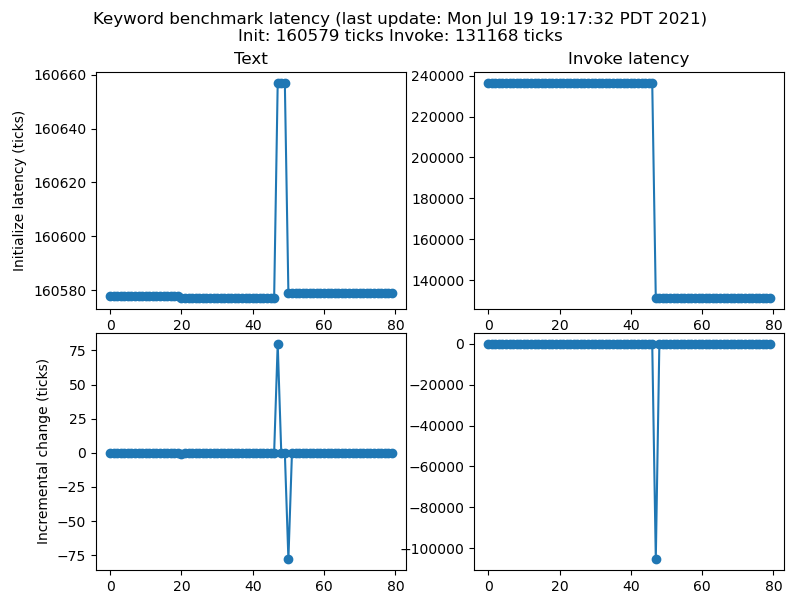 Keyword benchmark latency (last update: Mon Jul 19 19:17:32 PDT 2021)
Init: 160579 ticks Invoke: 131168 ticks
Text
Invoke latency
Initialize latency (ticks)
160660
160640
160620
160600
160580
0 20 40 60 80
240000
220000
200000
180000
160000
140000
0 20 40 60 80
Incremental change (ticks)
75
50
25
0
−25
−50
−75
0 20 40 60 80
0
−20000
−40000
−60000
−80000
−100000
0 20 40 60 80